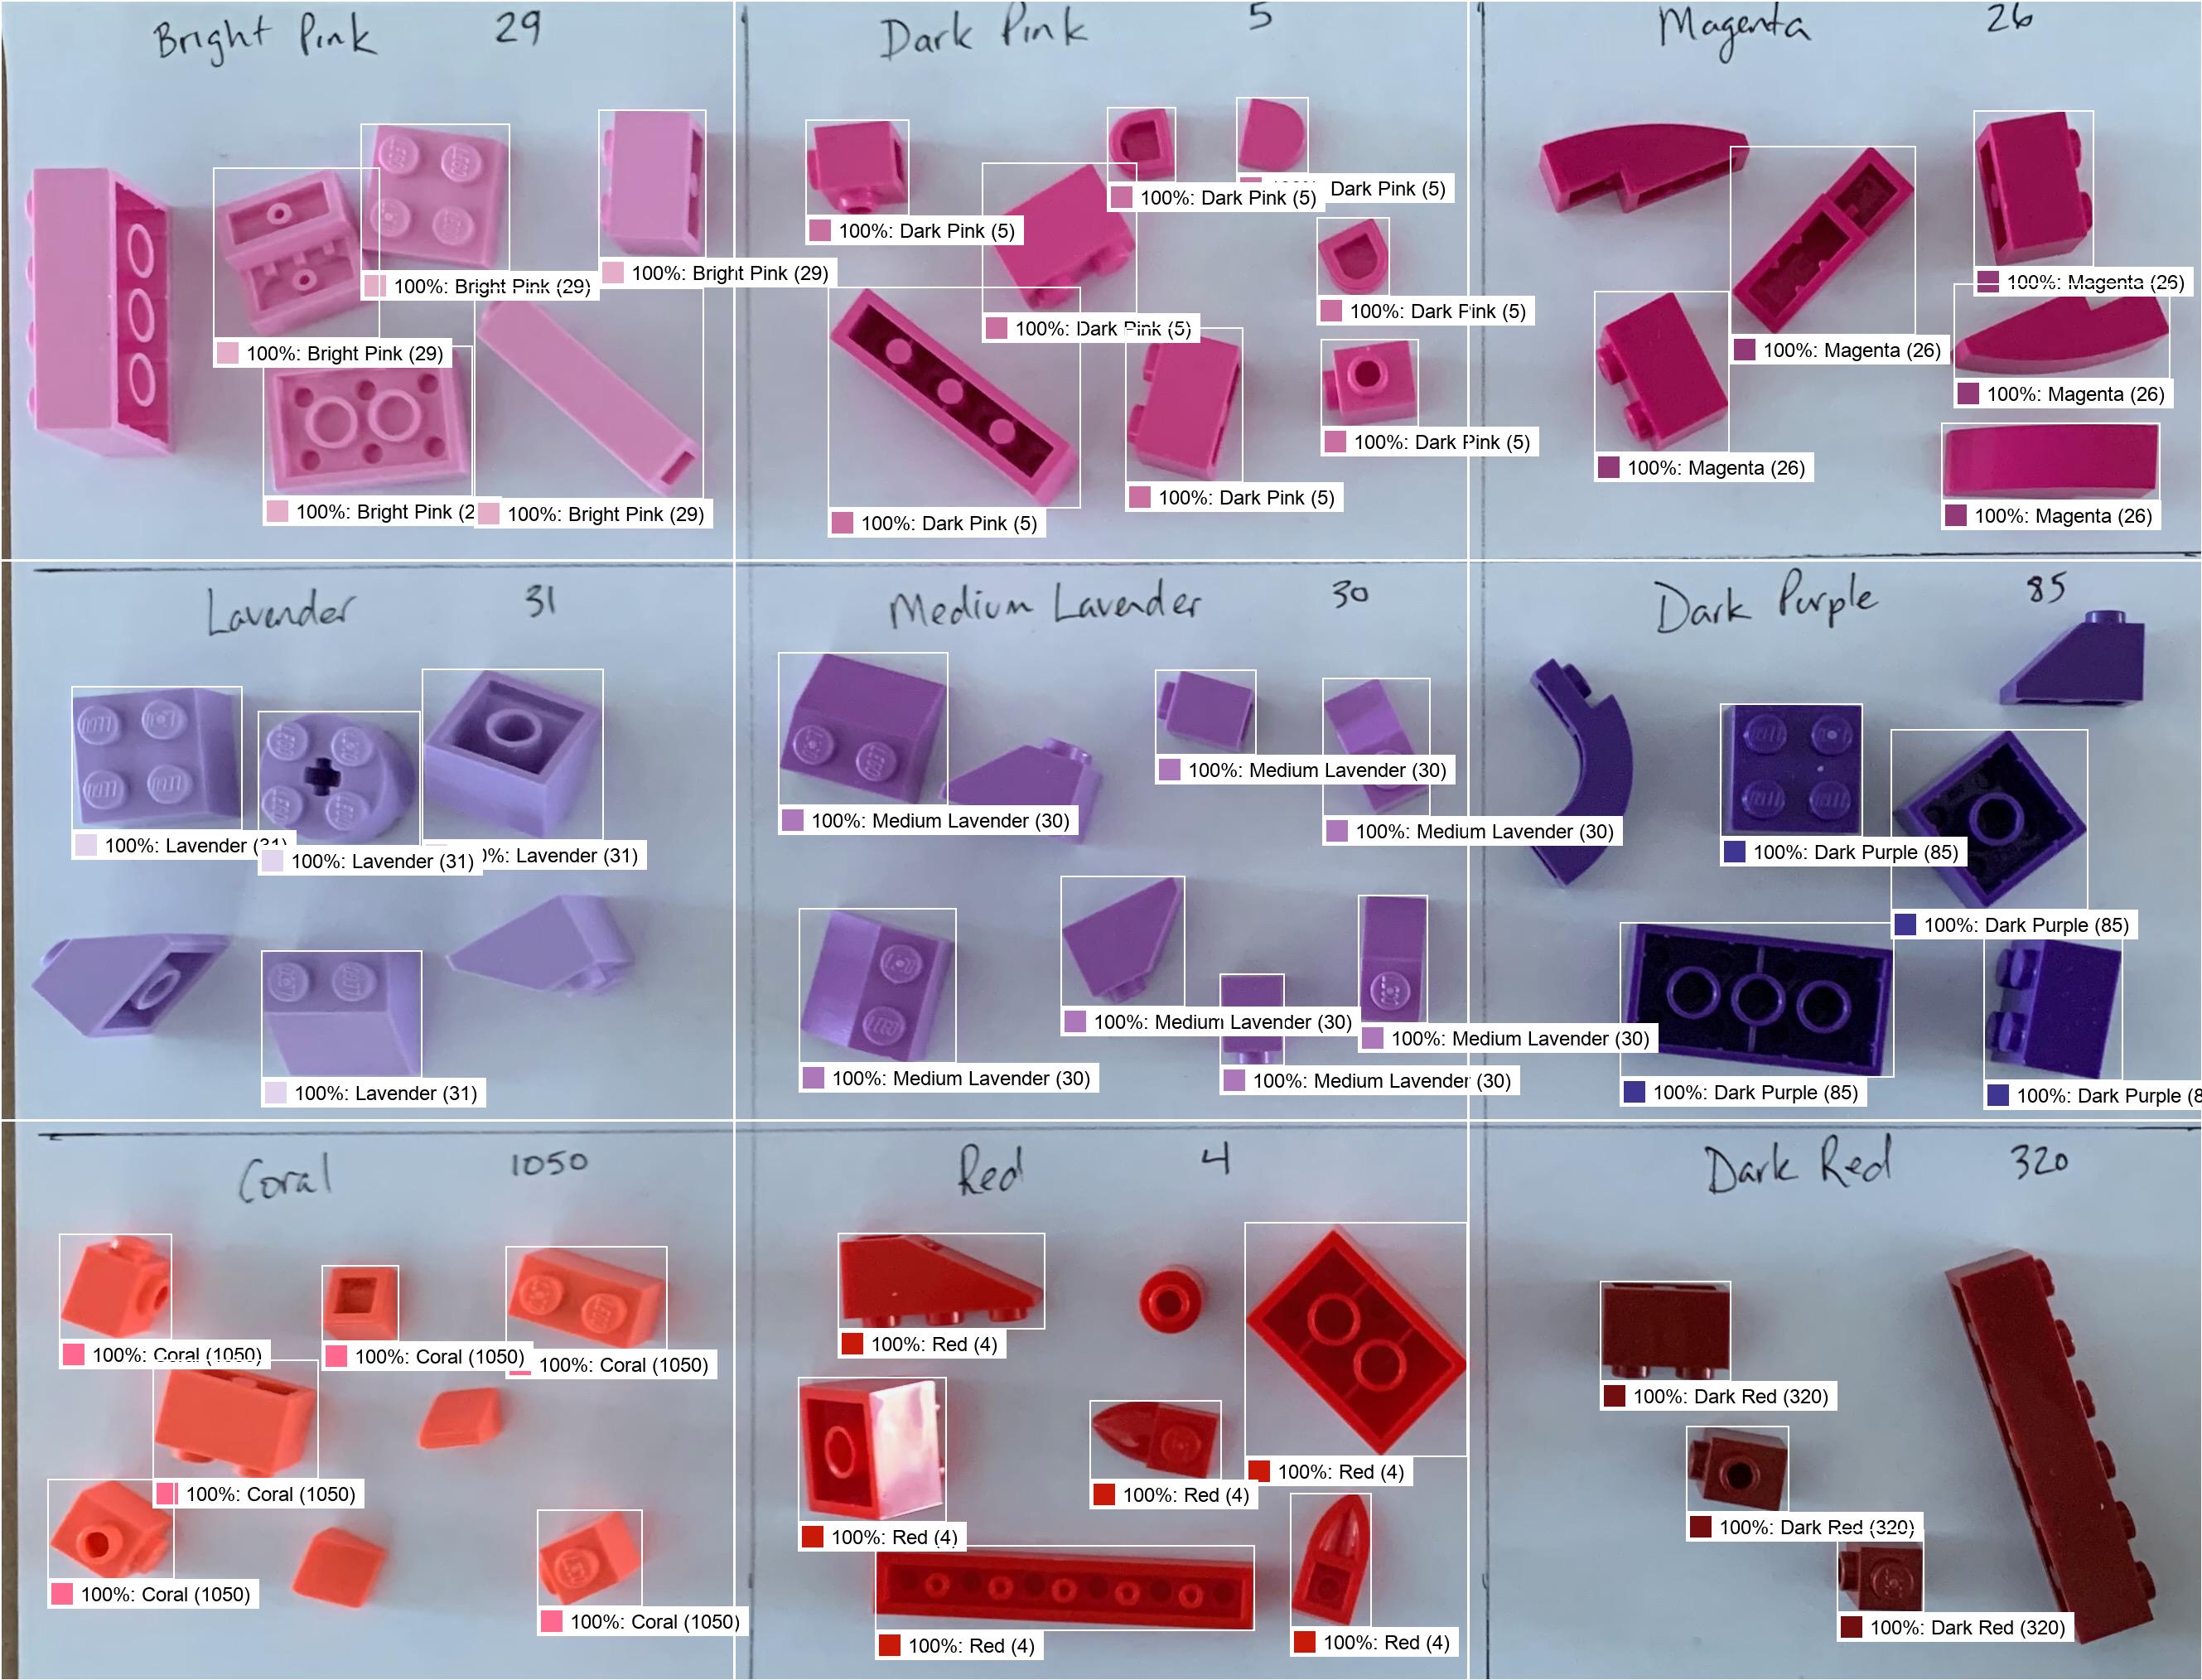 Bright Pink 29
100%: Bright Pink (29)
100%: Bright Pink (29)
100%: Bright Pink (29)
100%: Bright Pink (2
100%: Bright Pink (29)
Dark Pink 5
Dark Pink (5)
100%: Dark Pink (5)
100%: Dark Pink (5)
100%: Dark Pink (5)
100%: Dark Pink (5)
100%: Dark Pink (5)
100%: Dark Pink (5)
100%: Dark Pink (5)
Magenta 26
100%: Magenta (26)
100%: Magenta (26)
100%: Magenta (26)
100%: Magenta (26)
100%: Magenta (26)
Lavender 31
100%: Lavender (31)
100%: Lavender (31)
0%: Lavender (31)
100%: Lavender (31)
Medium Lavender 30
100%: Medium Lavender (30)
100%: Medium Lavender (30)
100%: Medium Lavender (30)
100%: Medium Lavender (30)
100%: Medium Lavender (30)
100%: Medium Lavender (30)
100%: Medium Lavender (30)
Dark Purple 85
100%: Dark Purple (85)
100%: Dark Purple (85)
100%: Dark Purple (85)
100%: Dark Purple (8
Coral 1050
100%: Coral (1050)
100%: Coral (1050)
100%: Coral (1050)
100%: Coral (1050)
100%: Coral (1050)
100%: Coral (1050)
Red 4
100%: Red (4)
100%: Red (4)
100%: Red (4)
100%: Red (4)
100%: Red (4)
100%: Red (4)
Dark Red 320
100%: Dark Red (320)
100%: Dark Red (320)
100%: Dark Red (320)